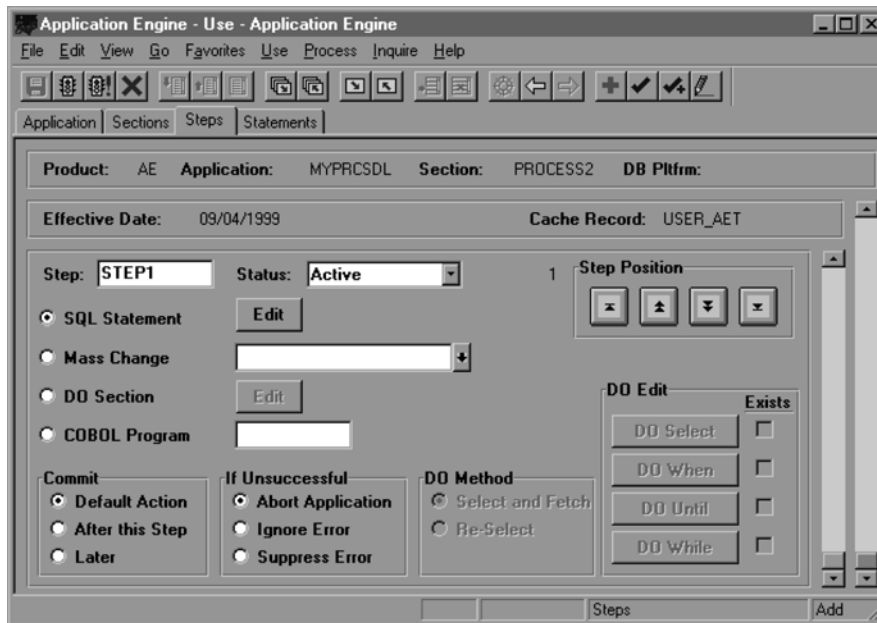 Application Engine - Use - Application Engine
File Edit View Go Favorites Use Process Inquire Help
Application Sections Steps Statements
Product: AE Application: MYPRCSDL Section: PROCESS2 DB Pltfrm:
Effective Date: 09/04/1999 Cache Record: USER_AET
Step: STEP1 Status: Active 1 Step Position
SQL Statement Edit
Mass Change
DO Section Edit
COBOL Program
DO Edit Exists
DO Select
DO When
DO Until
DO While
Commit
Default Action
After this Step
Later
If Unsuccessful
Abort Application
Ignore Error
Suppress Error
DO Method
Select and Fetch
Re-Select
Steps Add